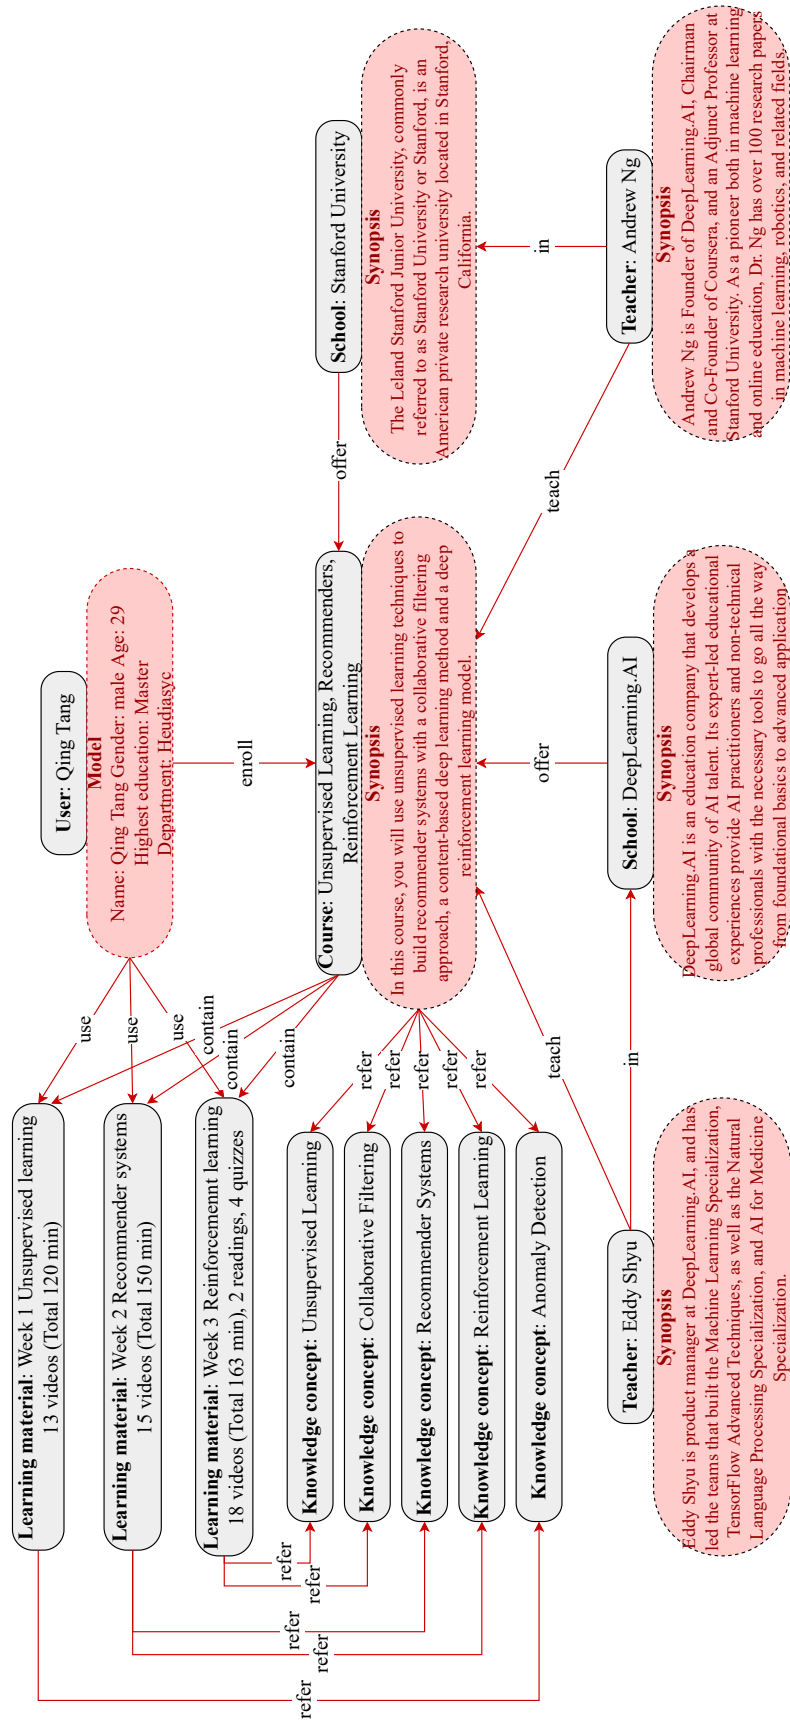 Learning material: Week 1 Unsupervised learning
13 videos (Total 120 min)
Learning material: Week 2 Recommender systems
15 videos (Total 150 min)
Learning material: Week 3 Reinforcemennt learning
18 videos (Total 163 min), 2 readings, 4 quizzes
Knowledge concept: Unsupervised Learning
Knowledge concept: Collaborative Filtering
Knowledge concept: Recommender Systems
Knowledge concept: Reinforcement Learning
Knowledge concept: Anomaly Detection
refer
refer
refer
refer
refer
use
use
use
contain
contain
contain
refer
refer
refer
refer
refer
User: Qing Tang
Model
Name: Qing Tang Gender: male Age: 29
Highest education: Master
Department: Heudiasyc
enroll
Course: Unsupervised Learning, Recommenders,
Reinforcement Learning
Synopsis
In this course, you will use unsupervised learning techniques to
build recommender systems with a collaborative filtering
approach, a content-based deep learning method and a deep
reinforcement learning model.
offer
School: Stanford University
Synopsis
The Leland Stanford Junior University, commonly
referred to as Stanford University or Stanford, is an
American private research university located in Stanford,
California.
in
teach
offer
teach
in
Teacher: Eddy Shyu
Synopsis
Eddy Shyu is product manager at DeepLearning.AI, and has
led the teams that built the Machine Learning Specialization,
TensorFlow Advanced Techniques, as well as the Natural
Language Processing Specialization, and AI for Medicine
Specialization.
School: DeepLearning.AI
Synopsis
DeepLearning.AI is an education company that develops a
global community of AI talent. Its expert-led educational
experiences provide AI practitioners and non-technical
professionals with the necessary tools to go all the way
from foundational basics to advanced application.
Teacher: Andrew Ng
Synopsis
Andrew Ng is Founder of DeepLearning.AI, Chairman
and Co-Founder of Coursera, and an Adjunct Professor at
Stanford University. As a pioneer both in machine learning
and online education, Dr. Ng has over 100 research papers
in machine learning, robotics, and related fields.